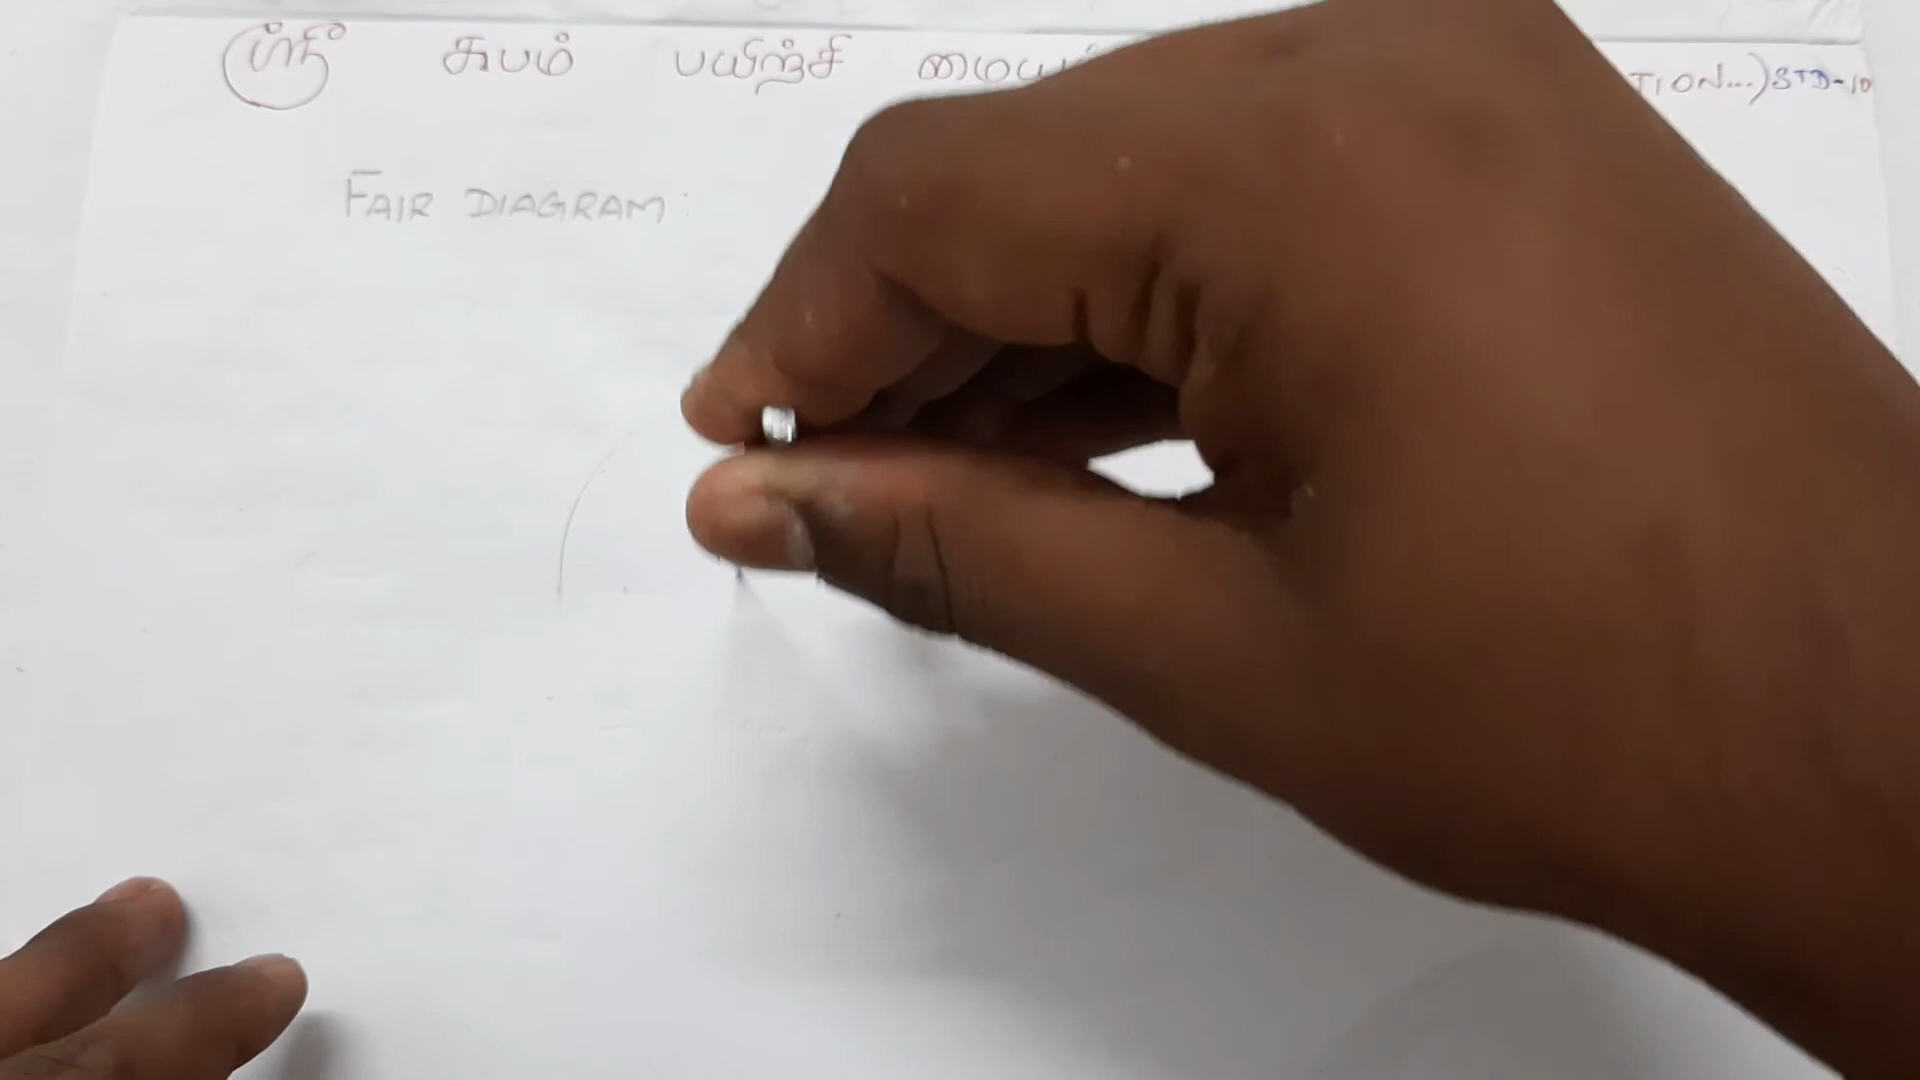 ஸ்ரீ சுபம் பயிற்சி மைய TION...) STD-10
FAIR DIAGRAM: